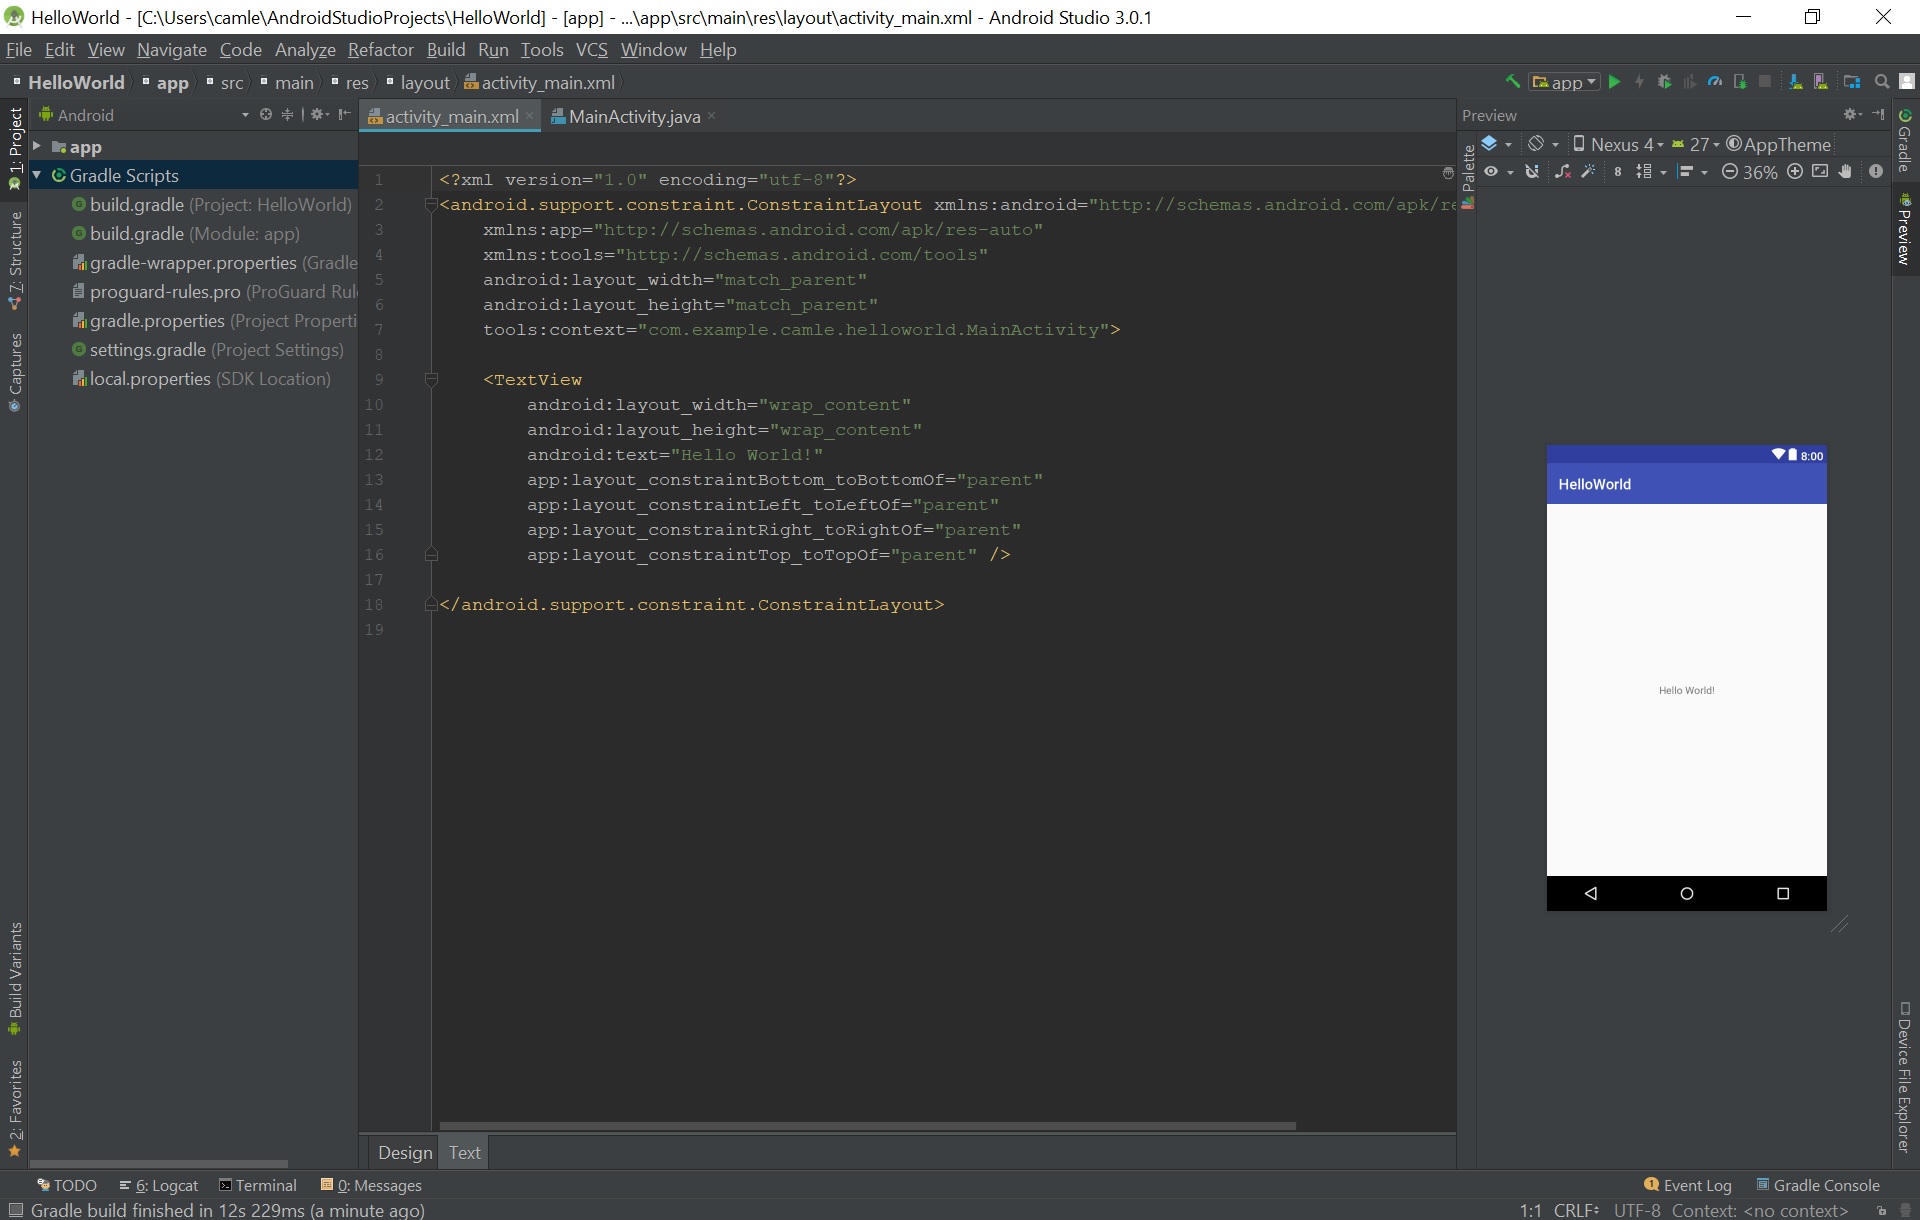 HelloWorld - [C:\Users\camle\AndroidStudioProjects\HelloWorld] - [app] - ...\app\src\main\res\layout\activity_main.xml - Android Studio 3.0.1
File Edit View Navigate Code Analyze Refactor Build Run Tools VCS Window Help
HelloWorld app src main res layout activity_main.xml
app
Android
activity_main.xml MainActivity.java
Preview
1: Project
7: Structure
Captures
Build Variants
2: Favorites
app
Gradle Scripts
build.gradle (Project: HelloWorld)
build.gradle (Module: app)
gradle-wrapper.properties (Gradle
proguard-rules.pro (ProGuard Rul
gradle.properties (Project Properti
settings.gradle (Project Settings)
local.properties (SDK Location)
1 <?xml version="1.0" encoding="utf-8"?>
2 <android.support.constraint.ConstraintLayout xmlns:android="http://schemas.android.com/apk/re
3 xmlns:app="http://schemas.android.com/apk/res-auto"
4 xmlns:tools="http://schemas.android.com/tools"
5 android:layout_width="match_parent"
6 android:layout_height="match_parent"
7 tools:context="com.example.camle.helloworld.MainActivity">
8
9 <TextView
10 android:layout_width="wrap_content"
11 android:layout_height="wrap_content"
12 android:text="Hello World!"
13 app:layout_constraintBottom_toBottomOf="parent"
14 app:layout_constraintLeft_toLeftOf="parent"
15 app:layout_constraintRight_toRightOf="parent"
16 app:layout_constraintTop_toTopOf="parent" />
17
18 </android.support.constraint.ConstraintLayout>
19
Design Text
Palette
Nexus 4 27 AppTheme
8 36%
8:00
HelloWorld
Hello World!
Gradle
Preview
Device File Explorer
TODO 6: Logcat Terminal 0: Messages
1 Event Log Gradle Console
Gradle build finished in 12s 229ms (a minute ago)
1:1 CRLF UTF-8 Context: <no context>